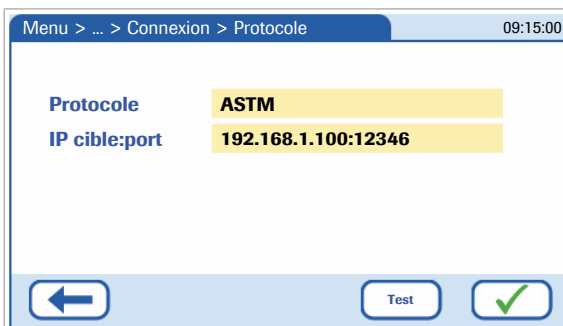 Menu > ... > Connexion > Protocole 09:15:00
Protocole ASTM
IP cible:port 192.168.1.100:12346
Test